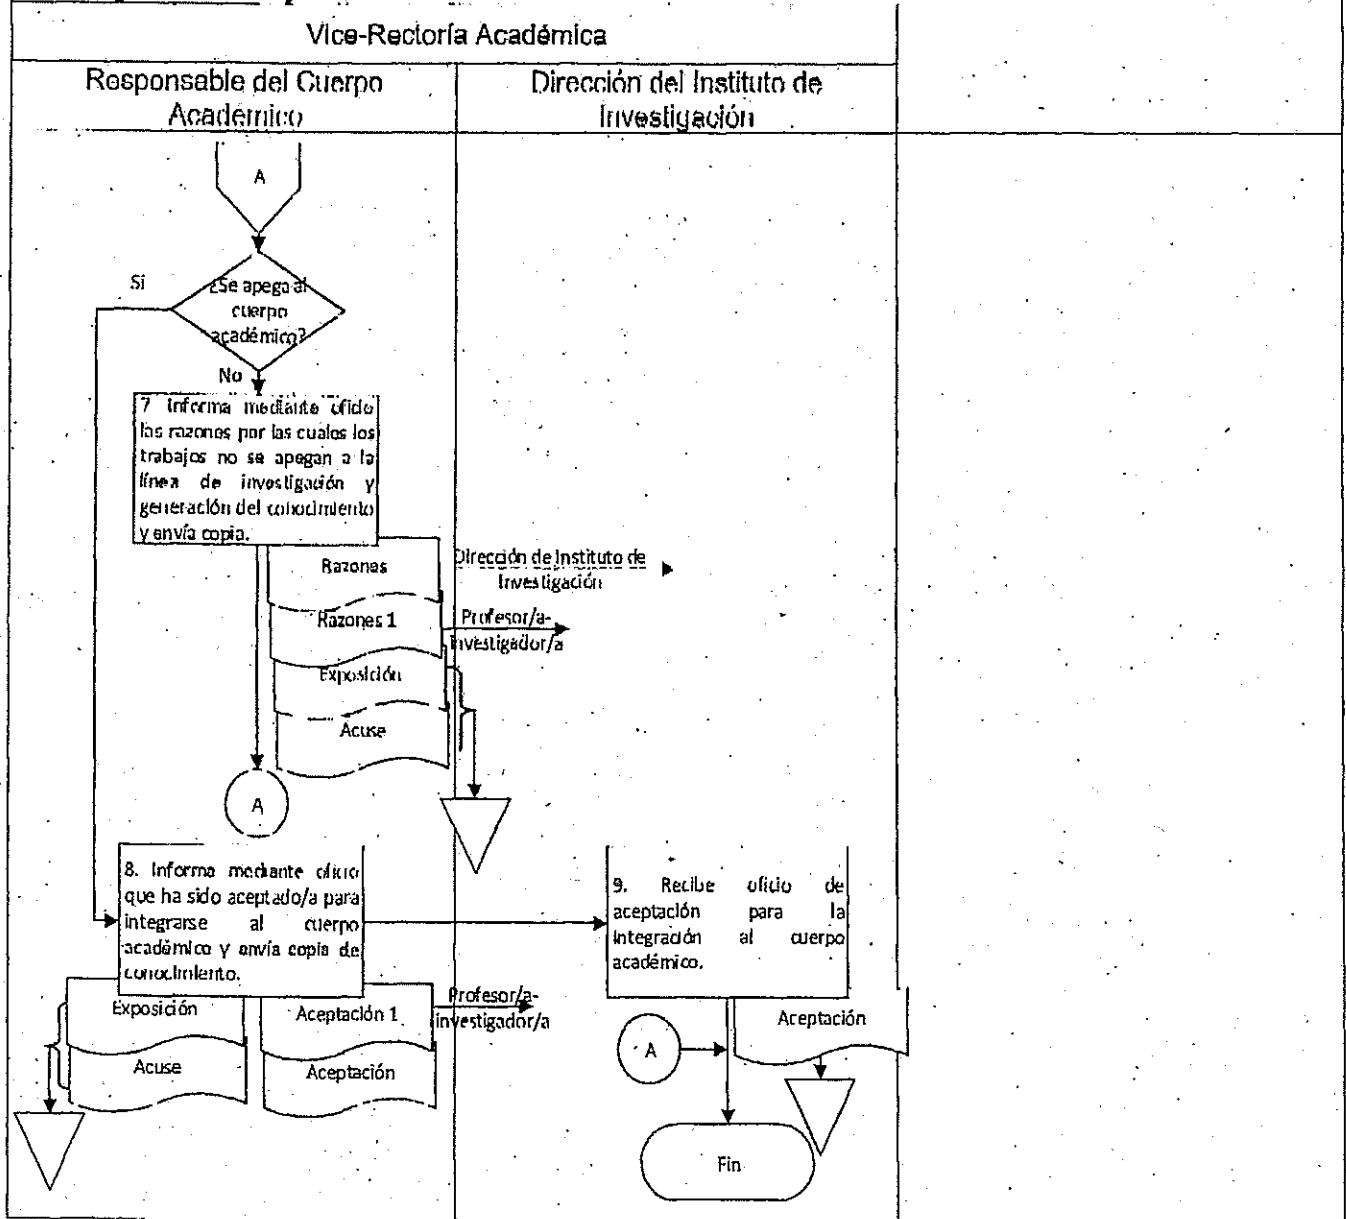 Vice-Rectoría Académica
Responsable del Cuerpo
Académico
Dirección del Instituto de
Investigación
A
Si
¿Se apega al
cuerpo
académico?
No
7 Informa mediante oficio
las razones por las cuales los
trabajos no se apegan a la
línea de investigación y
generación del conocimiento
y envía copia.
Razones
Dirección de Instituto de
Investigación
Razones 1
Profesor/a-
investigador/a
Exposición
Acuse
A
8. Informa mediante oficio
que ha sido aceptado/a para
integrarse al cuerpo
académico y envía copia de
conocimiento.
9. Recibe oficio de
aceptación para la
integración al cuerpo
académico.
Exposición
Aceptación 1
Profesor/a-
investigador/a
Aceptación
A
Acuse
Aceptación
Fin